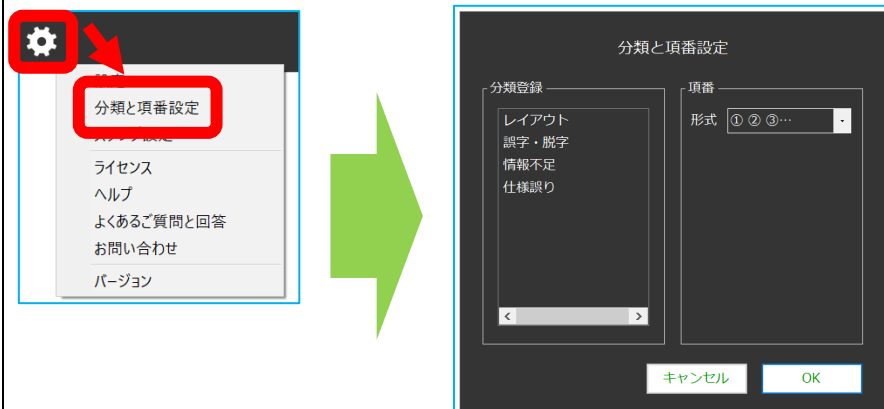 分類と項番設定
ライセンス
ヘルプ
よくあるご質問と回答
お問い合わせ
バージョン
分類と項番設定
分類登録
レイアウト
誤字・脱字
情報不足
仕様誤り
項番
形式 ① ② ③…
キャンセル
OK